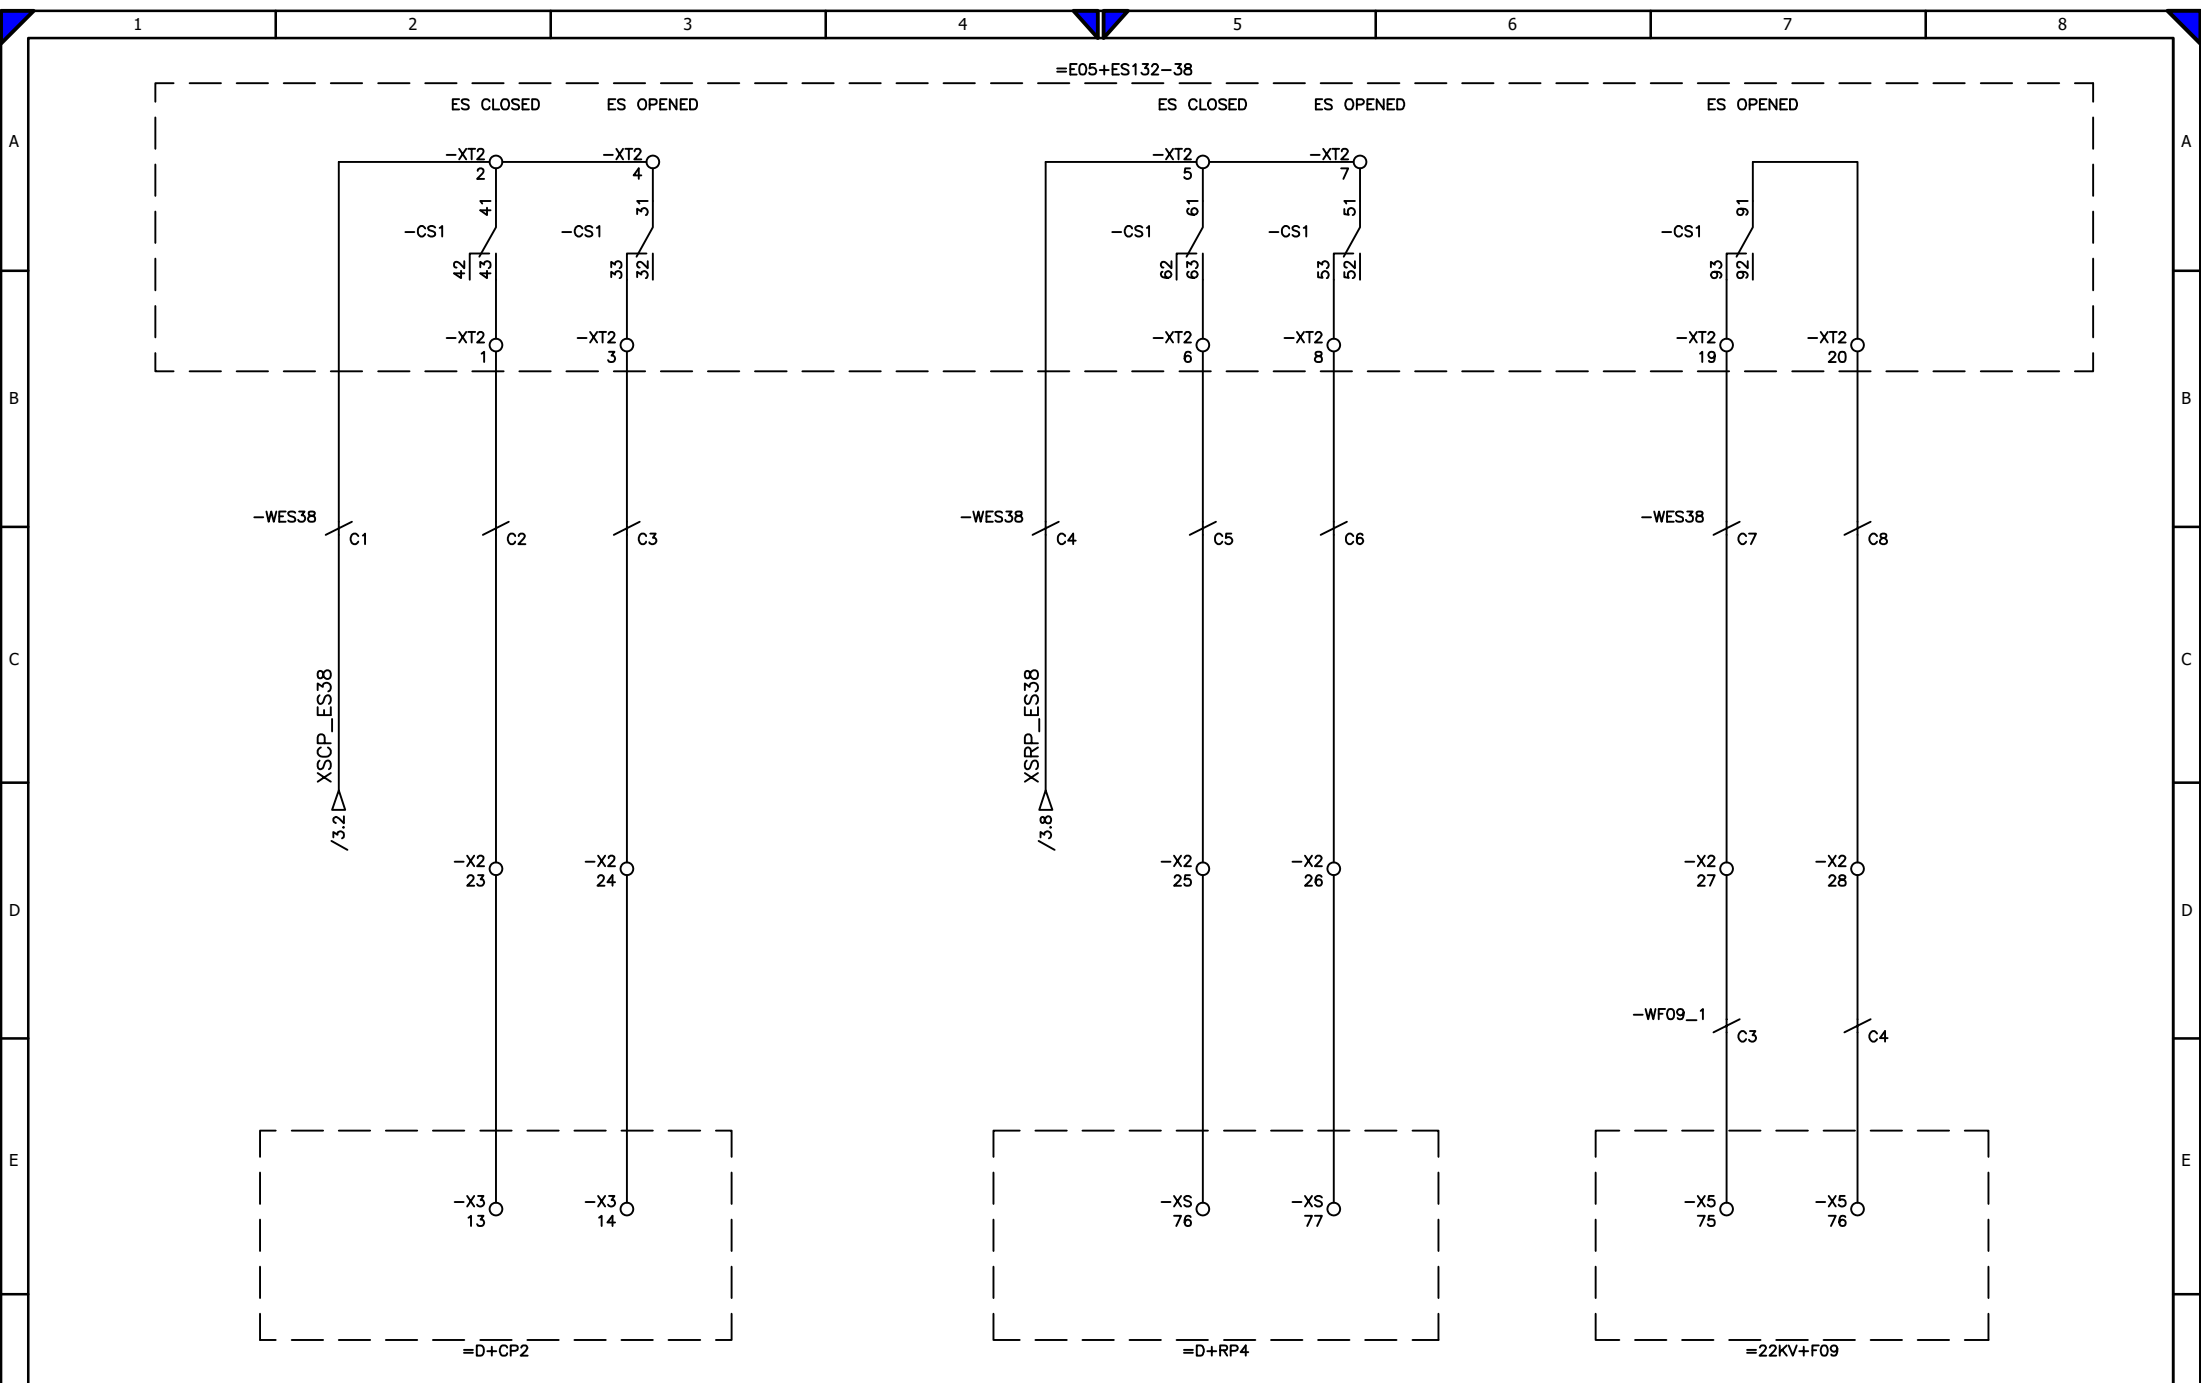 1 2 3 4 5 6 7 8
=E05+ES132-38
ES CLOSED ES OPENED ES CLOSED ES OPENED ES OPENED
A A
-XT2 -XT2 -XT2 -XT2
2 4 5 7
41 31 61 51 91
-CS1 -CS1 -CS1 -CS1 -CS1
42 43 33 32 62 63 53 52 93 92
-XT2 -XT2 -XT2 -XT2 -XT2 -XT2
1 3 6 8 19 20
B B
-WES38 -WES38 -WES38
C1 C2 C3 C4 C5 C6 C7 C8
C C
XSCP_ES38 XSRP_ES38
/3.2 /3.8
-X2 -X2 -X2 -X2 -X2 -X2
23 24 25 26 27 28
D D
-WF09_1
C3 C4
E E
-X3 -X3 -XS -XS -X5 -X5
13 14 76 77 75 76
=D+CP2 =D+RP4 =22KV+F09